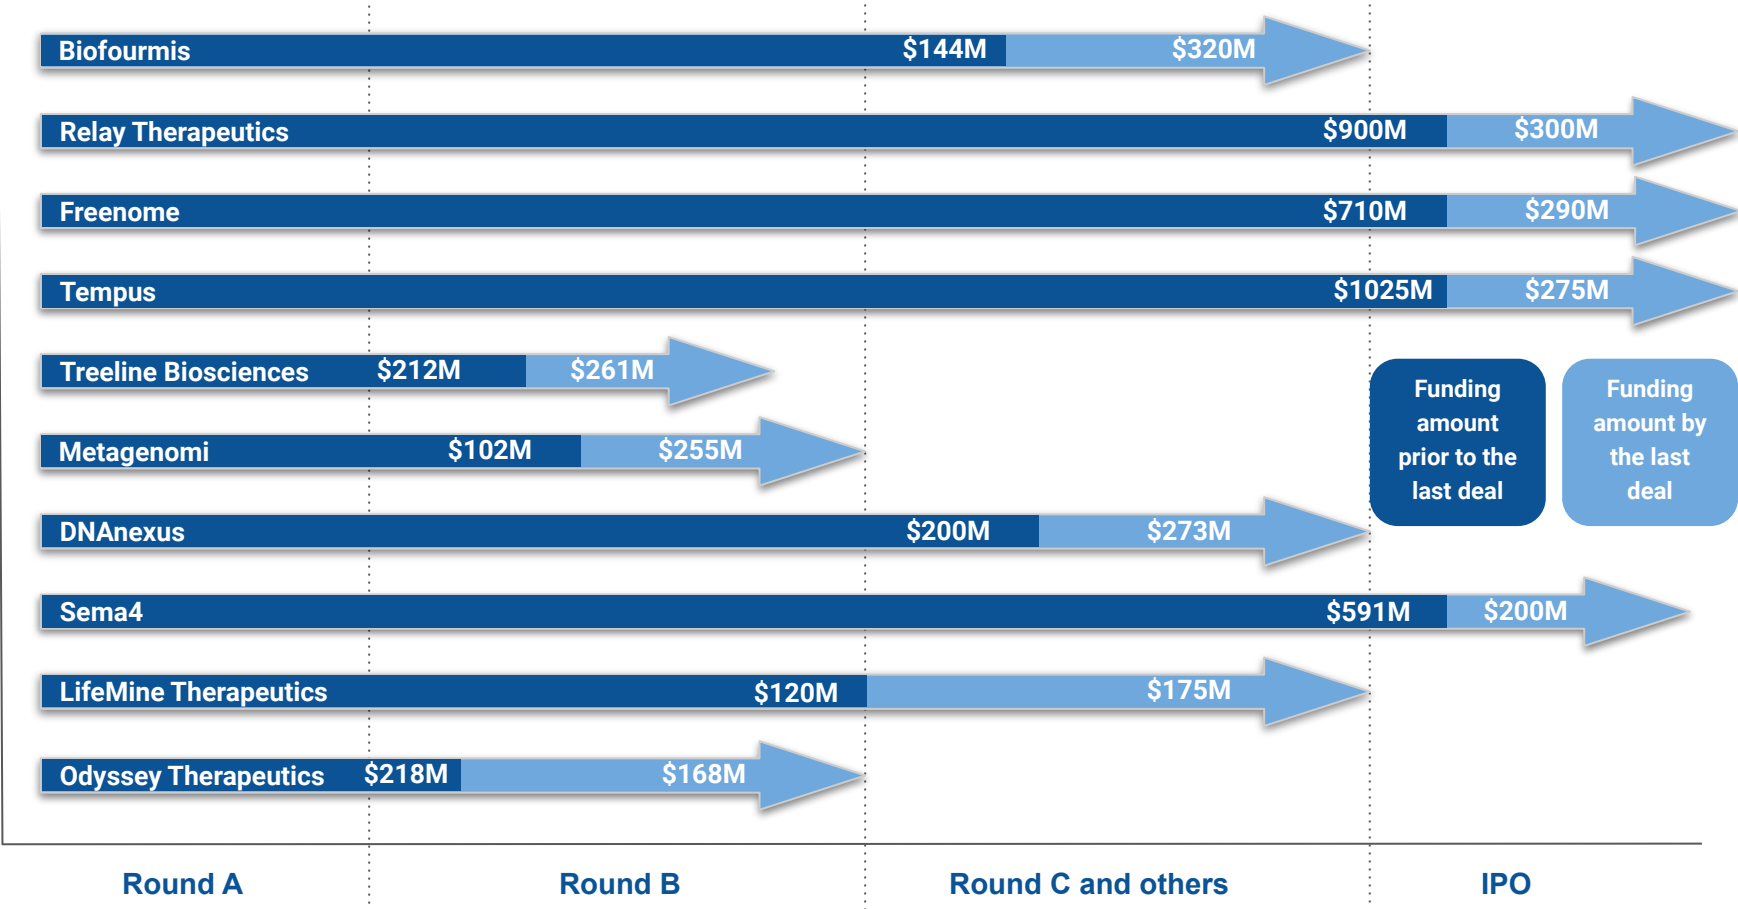 Biofourmis $144M $320M
Relay Therapeutics $900M $300M
Freenome $710M $290M
Tempus $1025M $275M
Treeline Biosciences $212M $261M
Metagenomi $102M $255M
DNAnexus $200M $273M
Sema4 $591M $200M
LifeMine Therapeutics $120M $175M
Odyssey Therapeutics $218M $168M
Funding
amount
prior to the
last deal
Funding
amount by
the last
deal
Round A Round B Round C and others IPO